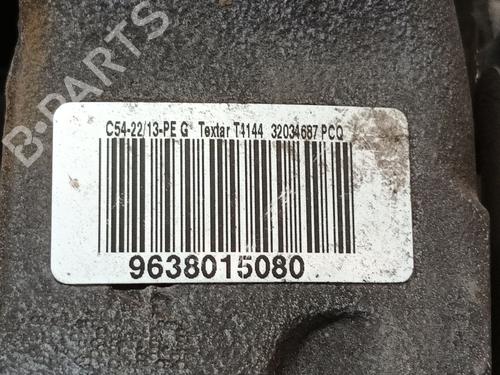 B-PARTS
C54-22/13-PE G Textar T4144 32034687 PCQ
9638015080